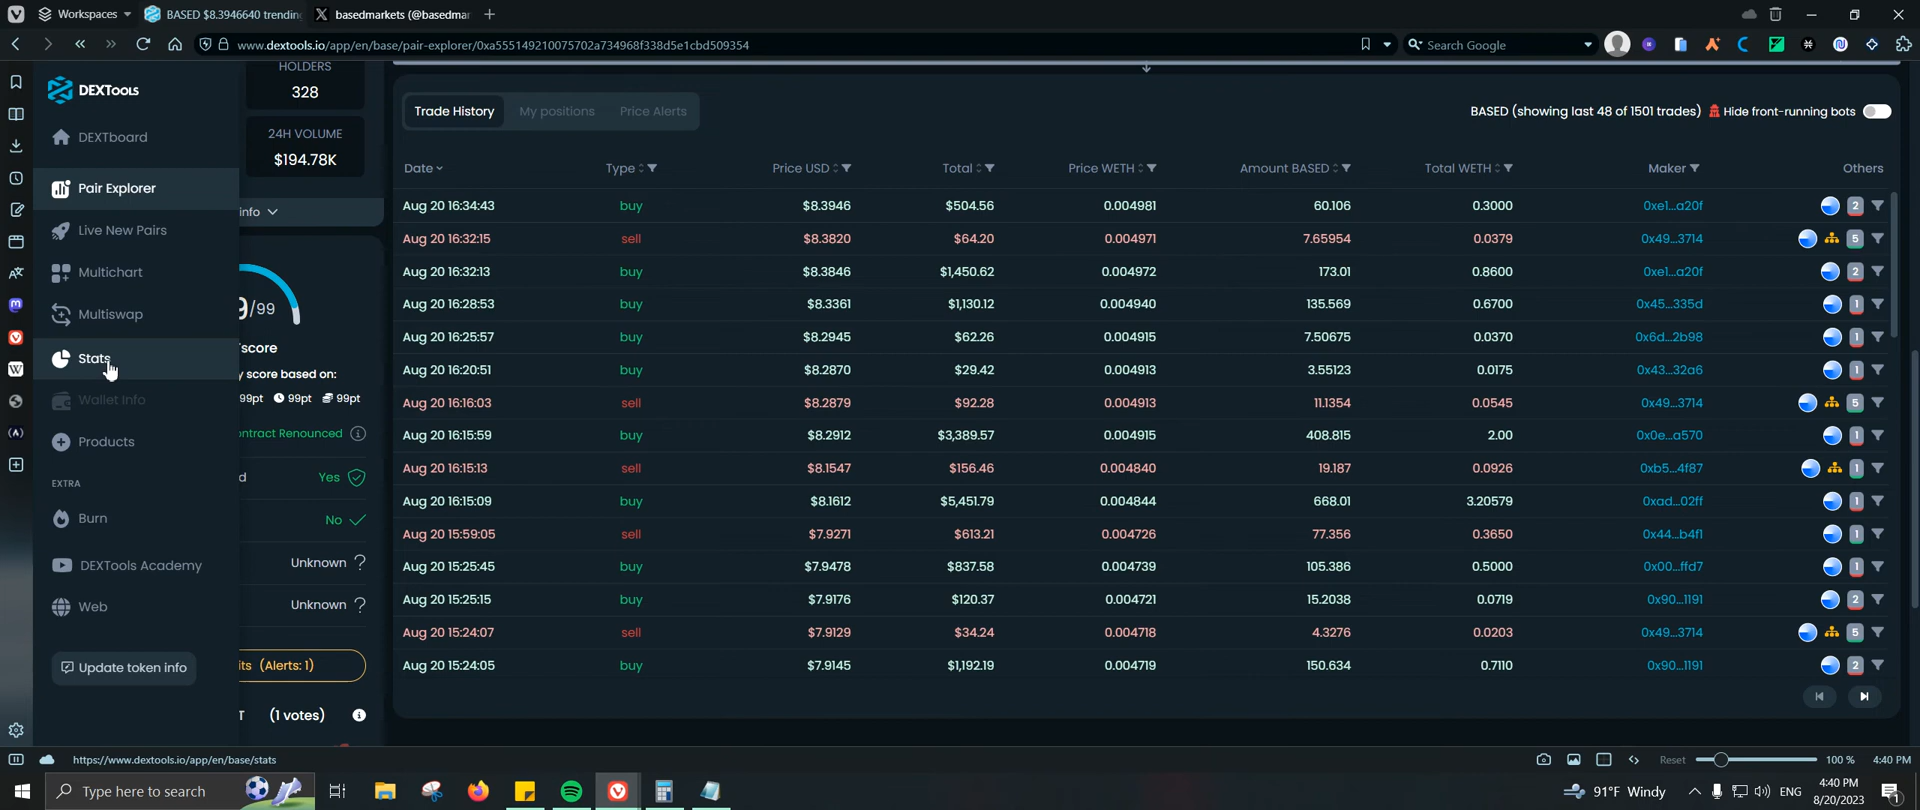 Workspaces BASED $8.3946640 trending basedmarkets (@basedmar
www.dextools.io/app/en/base/pair-explorer/0xa555149210075702a734968f338d5e1cbd509354 Search Google
DEXTools
DEXTboard
Pair Explorer
Live New Pairs
Multichart
Multiswap
Stats
Wallet Info
Products
EXTRA
Burn
DEXTools Academy
Web
Update token info
HOLDERS
328
24H VOLUME
$194.78K
info
9/99
score
y score based on:
99pt 99pt 99pt
ontract Renounced
d Yes
No
Unknown ?
Unknown ?
its (Alerts: 1)
T (1 votes)
Trade History My positions Price Alerts
BASED (showing last 48 of 1501 trades) Hide front-running bots
Date Type Price USD Total Price WETH Amount BASED Total WETH Maker Others
Aug 20 16:34:43 buy $8.3946 $504.56 0.004981 60.106 0.3000 0xe1...a20f 2
Aug 20 16:32:15 sell $8.3820 $64.20 0.004971 7.65954 0.0379 0x49...3714 5
Aug 20 16:32:13 buy $8.3846 $1,450.62 0.004972 173.01 0.8600 0xe1...a20f 2
Aug 20 16:28:53 buy $8.3361 $1,130.12 0.004940 135.569 0.6700 0x45...335d 1
Aug 20 16:25:57 buy $8.2945 $62.26 0.004915 7.50675 0.0370 0x6d...2b98 1
Aug 20 16:20:51 buy $8.2870 $29.42 0.004913 3.55123 0.0175 0x43...32a6 1
Aug 20 16:16:03 sell $8.2879 $92.28 0.004913 11.1354 0.0545 0x49...3714 5
Aug 20 16:15:59 buy $8.2912 $3,389.57 0.004915 408.815 2.00 0x0e...a570 1
Aug 20 16:15:13 sell $8.1547 $156.46 0.004840 19.187 0.0926 0xb5...4f87 1
Aug 20 16:15:09 buy $8.1612 $5,451.79 0.004844 668.01 3.20579 0xad...02ff 1
Aug 20 15:59:05 sell $7.9271 $613.21 0.004726 77.356 0.3650 0x44...b4f1 1
Aug 20 15:25:45 buy $7.9478 $837.58 0.004739 105.386 0.5000 0x00...ffd7 1
Aug 20 15:25:15 buy $7.9176 $120.37 0.004721 15.2038 0.0719 0x90...1191 2
Aug 20 15:24:07 sell $7.9129 $34.24 0.004718 4.3276 0.0203 0x49...3714 5
Aug 20 15:24:05 buy $7.9145 $1,192.19 0.004719 150.634 0.7110 0x90...1191 2
https://www.dextools.io/app/en/base/stats Reset 100 % 4:40 PM
Type here to search 91°F Windy ENG 4:40 PM
8/20/2023 1